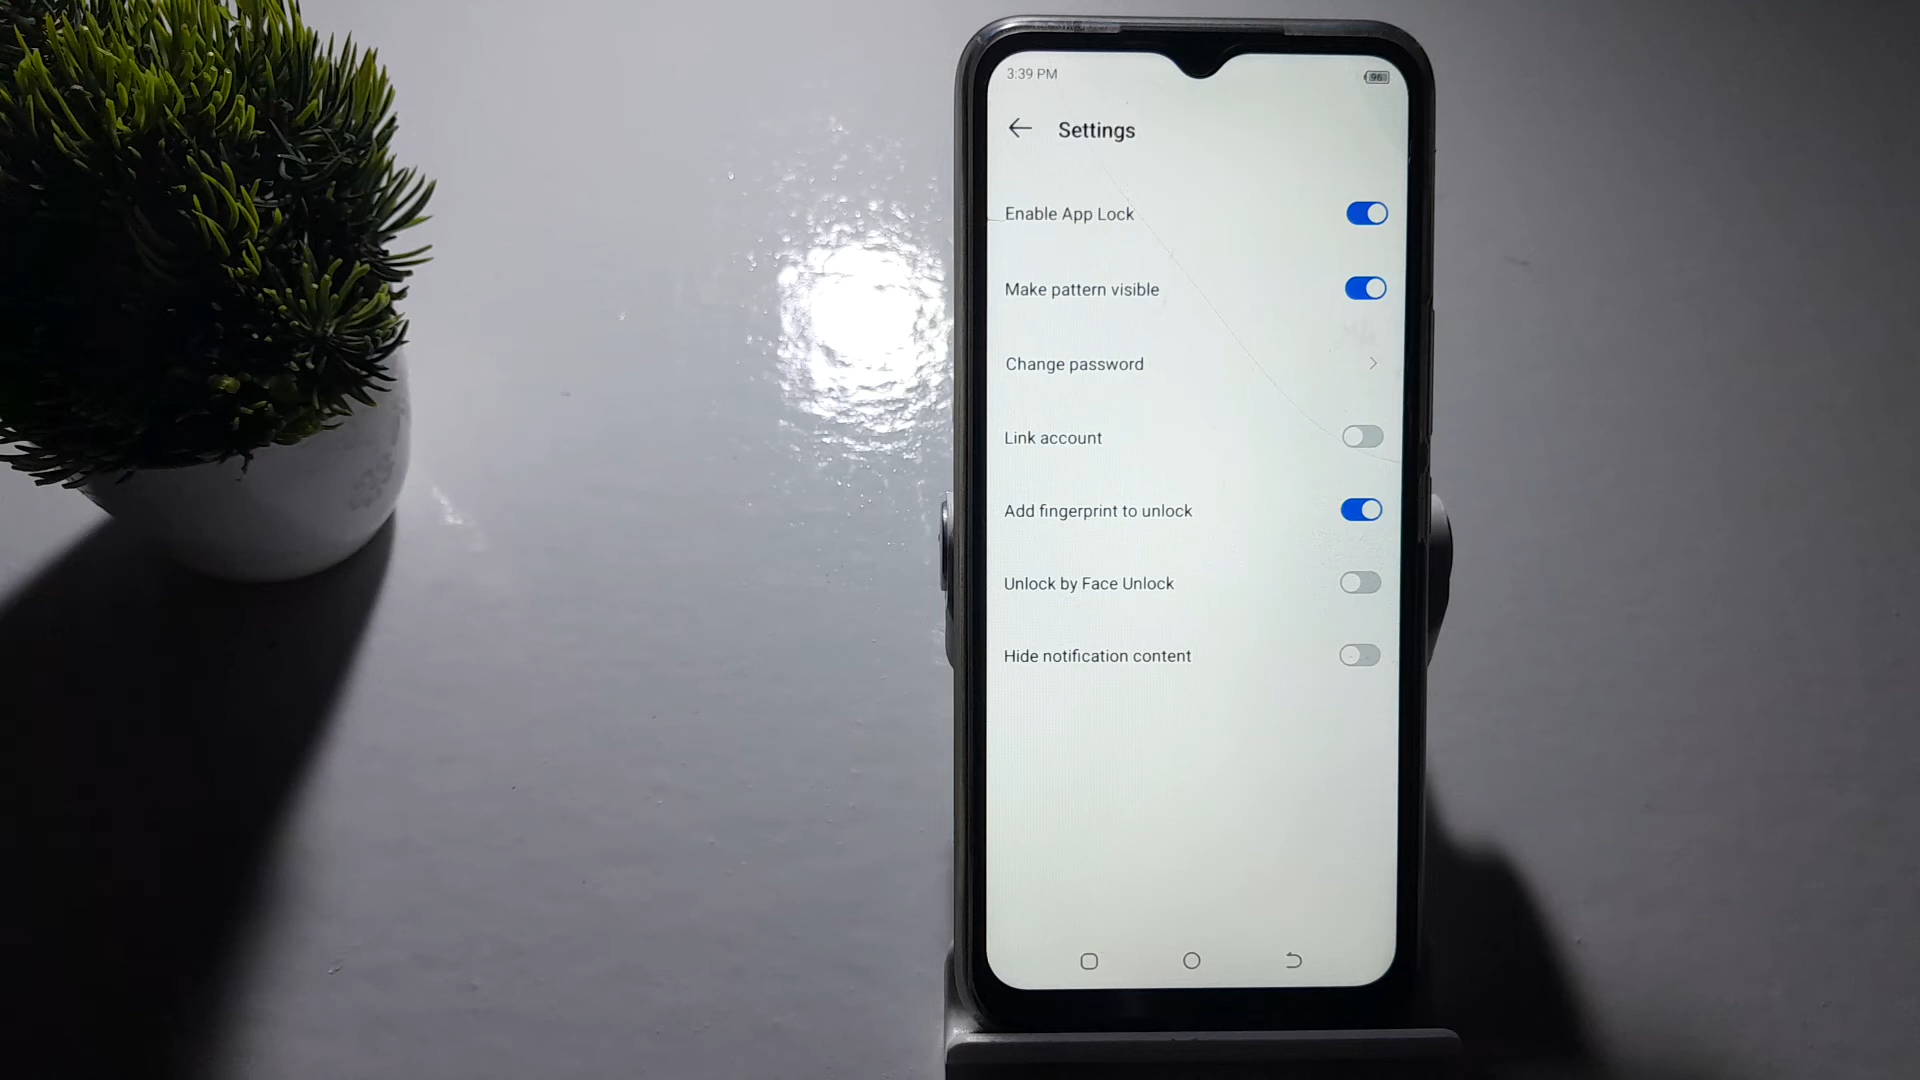 3:39 PM
96
Settings
Enable App Lock
Make pattern visible
Change password
Link account
Add fingerprint to unlock
Unlock by Face Unlock
Hide notification content